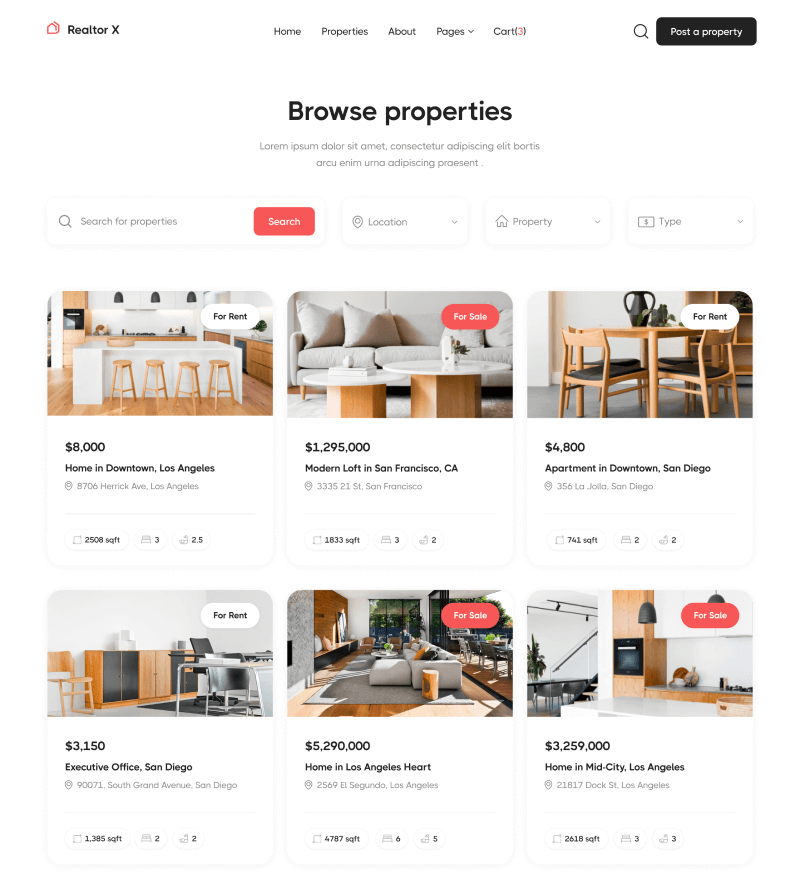 Realtor X
Home Properties About Pages Cart(3)
Post a property
Browse properties
Lorem ipsum dolor sit amet, consectetur adipiscing elit bortis
arcu enim urna adipiscing praesent .
Search for properties
Search
Location
Property
$ Type
For Rent
$8,000
Home in Downtown, Los Angeles
8706 Herrick Ave, Los Angeles
2508 sqft 3 2.5
For Sale
$1,295,000
Modern Loft in San Francisco, CA
3335 21 St, San Francisco
1833 sqft 3 2
For Rent
$4,800
Apartment in Downtown, San Diego
356 La Jolla, San Diego
741 sqft 2 2
For Rent
$3,150
Executive Office, San Diego
90071, South Grand Avenue, San Diego
1,385 sqft 2 2
For Sale
$5,290,000
Home in Los Angeles Heart
2569 El Segundo, Los Angeles
4787 sqft 6 5
For Sale
$3,259,000
Home in Mid-City, Los Angeles
21817 Dock St, Los Angeles
2618 sqft 3 3